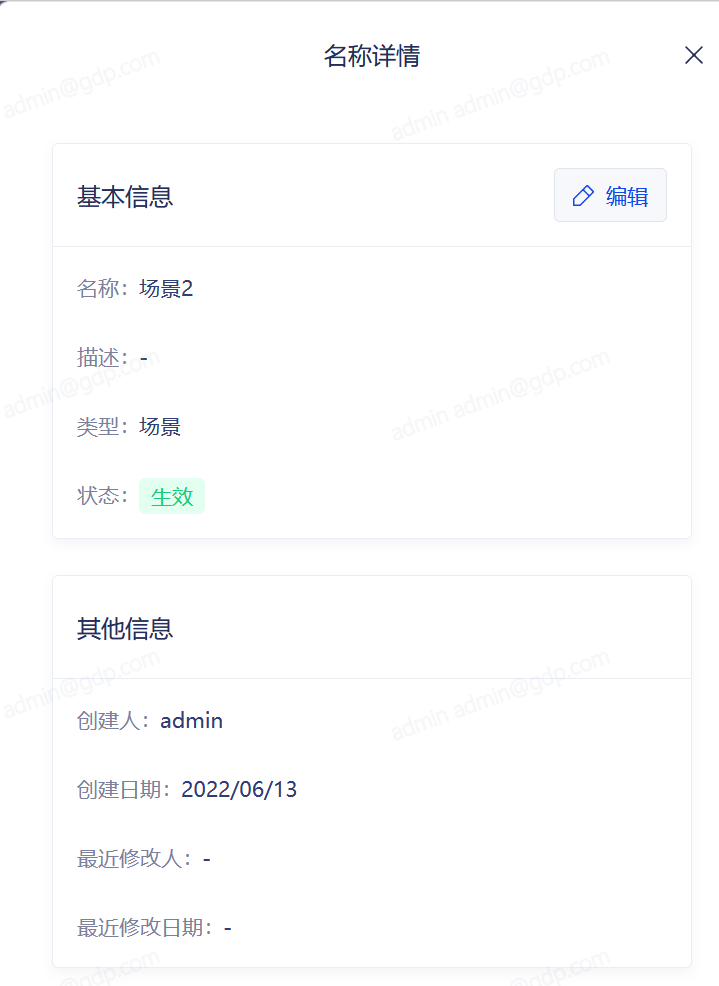 名称详情
基本信息
编辑
名称：场景2
描述：-
类型：场景
状态：生效
其他信息
创建人：admin
创建日期：2022/06/13
最近修改人：-
最近修改日期：-
admin@gdp.com
admin admin@gdp.com
admin@gdp.com
admin admin@gdp.com
admin@gdp.com
admin admin@gdp.com
@gdp.com
@gdp.com